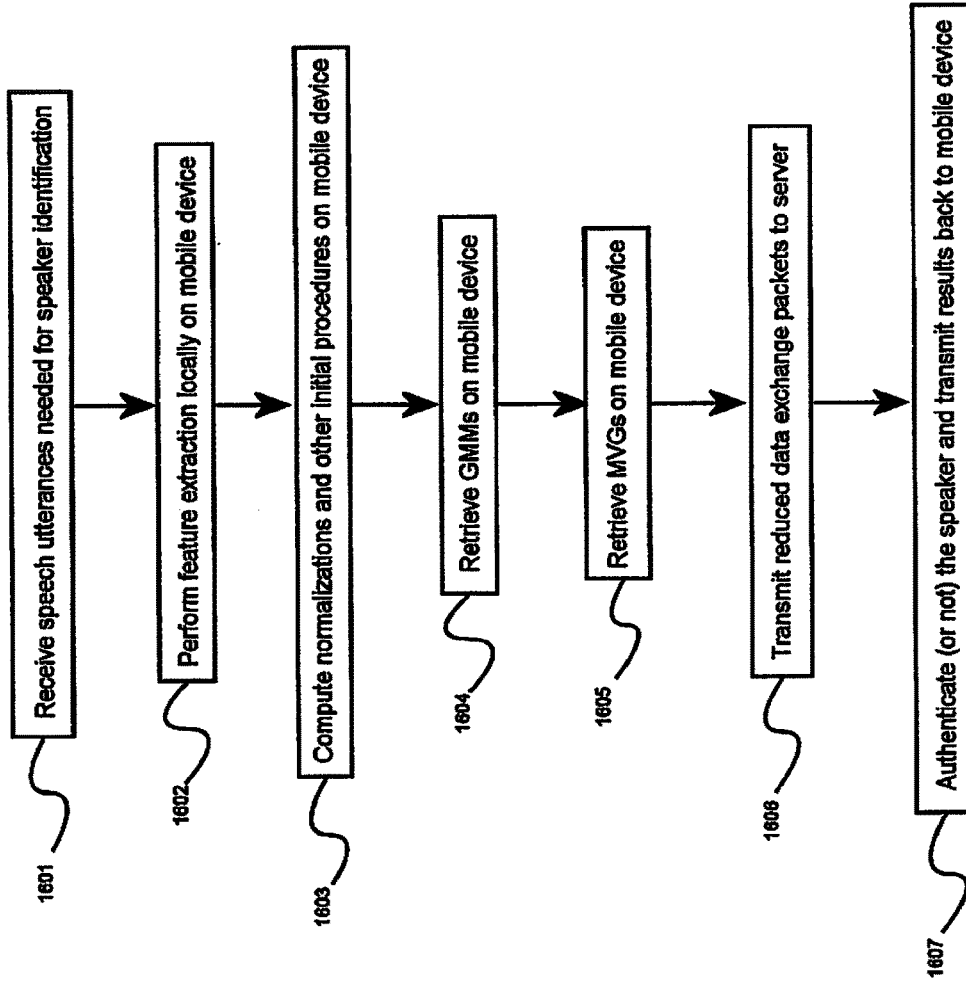 1601
Receive speech utterances needed for speaker identification
1602
Perform feature extraction locally on mobile device
1603
Compute normalizations and other Initial procedures on mobile device
1604
Retrieve GMMs on mobile device
1605
Retrieve MVGs on mobile device
1606
Transmit reduced data exchange packets to server
1607
Authenticate (or not) the speaker and transmit results back to mobile device